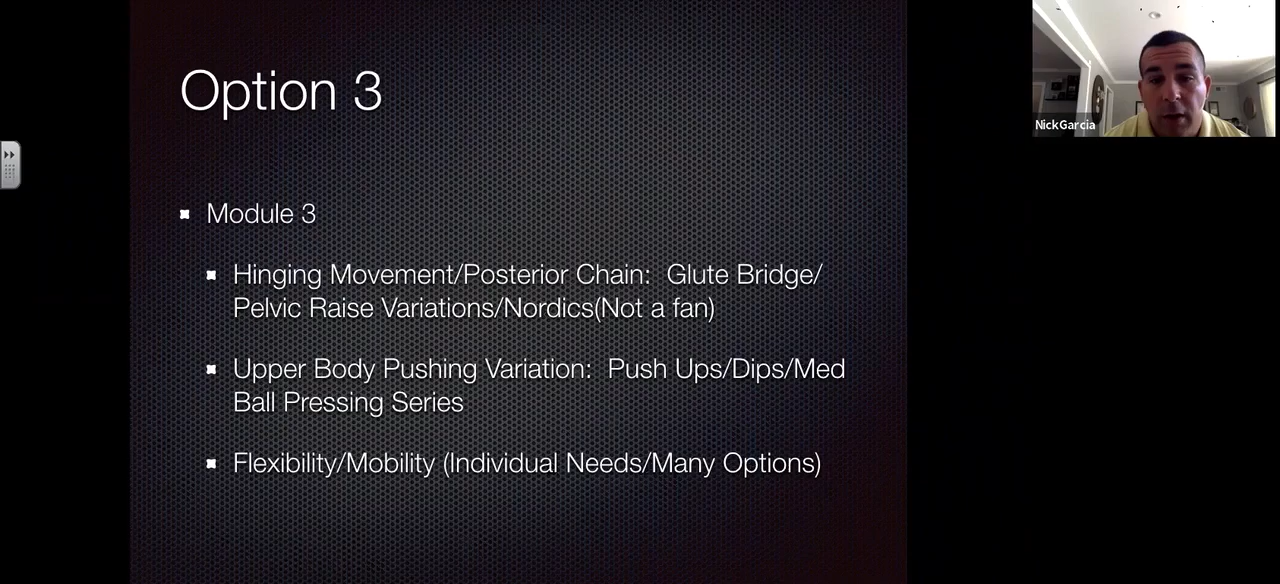 Option 3
Module 3
Hinging Movement/Posterior Chain: Glute Bridge/
Pelvic Raise Variations/Nordics(Not a fan)
Upper Body Pushing Variation: Push Ups/Dips/Med
Ball Pressing Series
Flexibility/Mobility (Individual Needs/Many Options)
NickGarcia